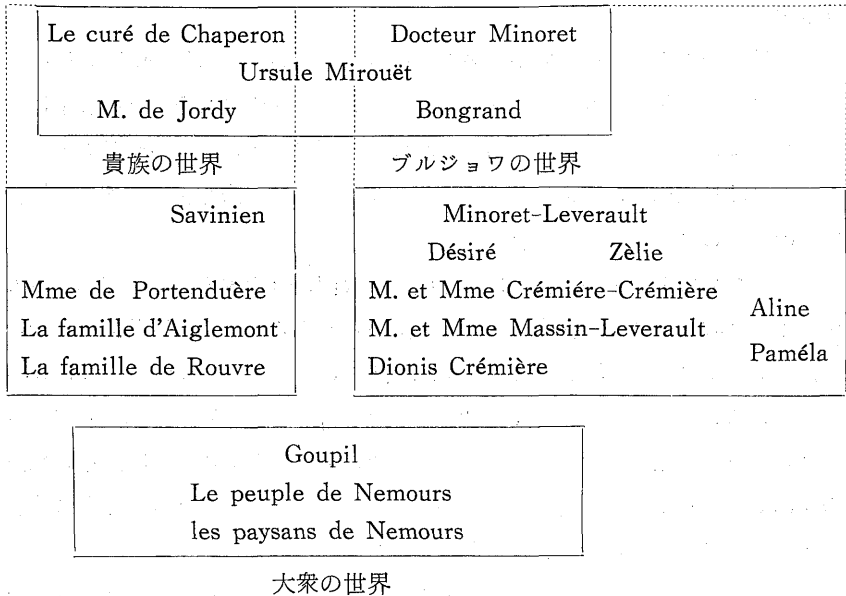 Le curé de Chaperon Docteur Minoret
Ursule Mirouët
M. de Jordy Bongrand
貴族の世界 ブルジョワの世界
Savinien
Mme de Portenduère
La famille d'Aiglemont
La famille de Rouvre
Minoret-Leverault
Désiré Zèlie
M. et Mme Crémiére-Crémière
M. et Mme Massin-Leverault
Dionis Crémière
Aline
Paméla
Goupil
Le peuple de Nemours
les paysans de Nemours
大衆の世界